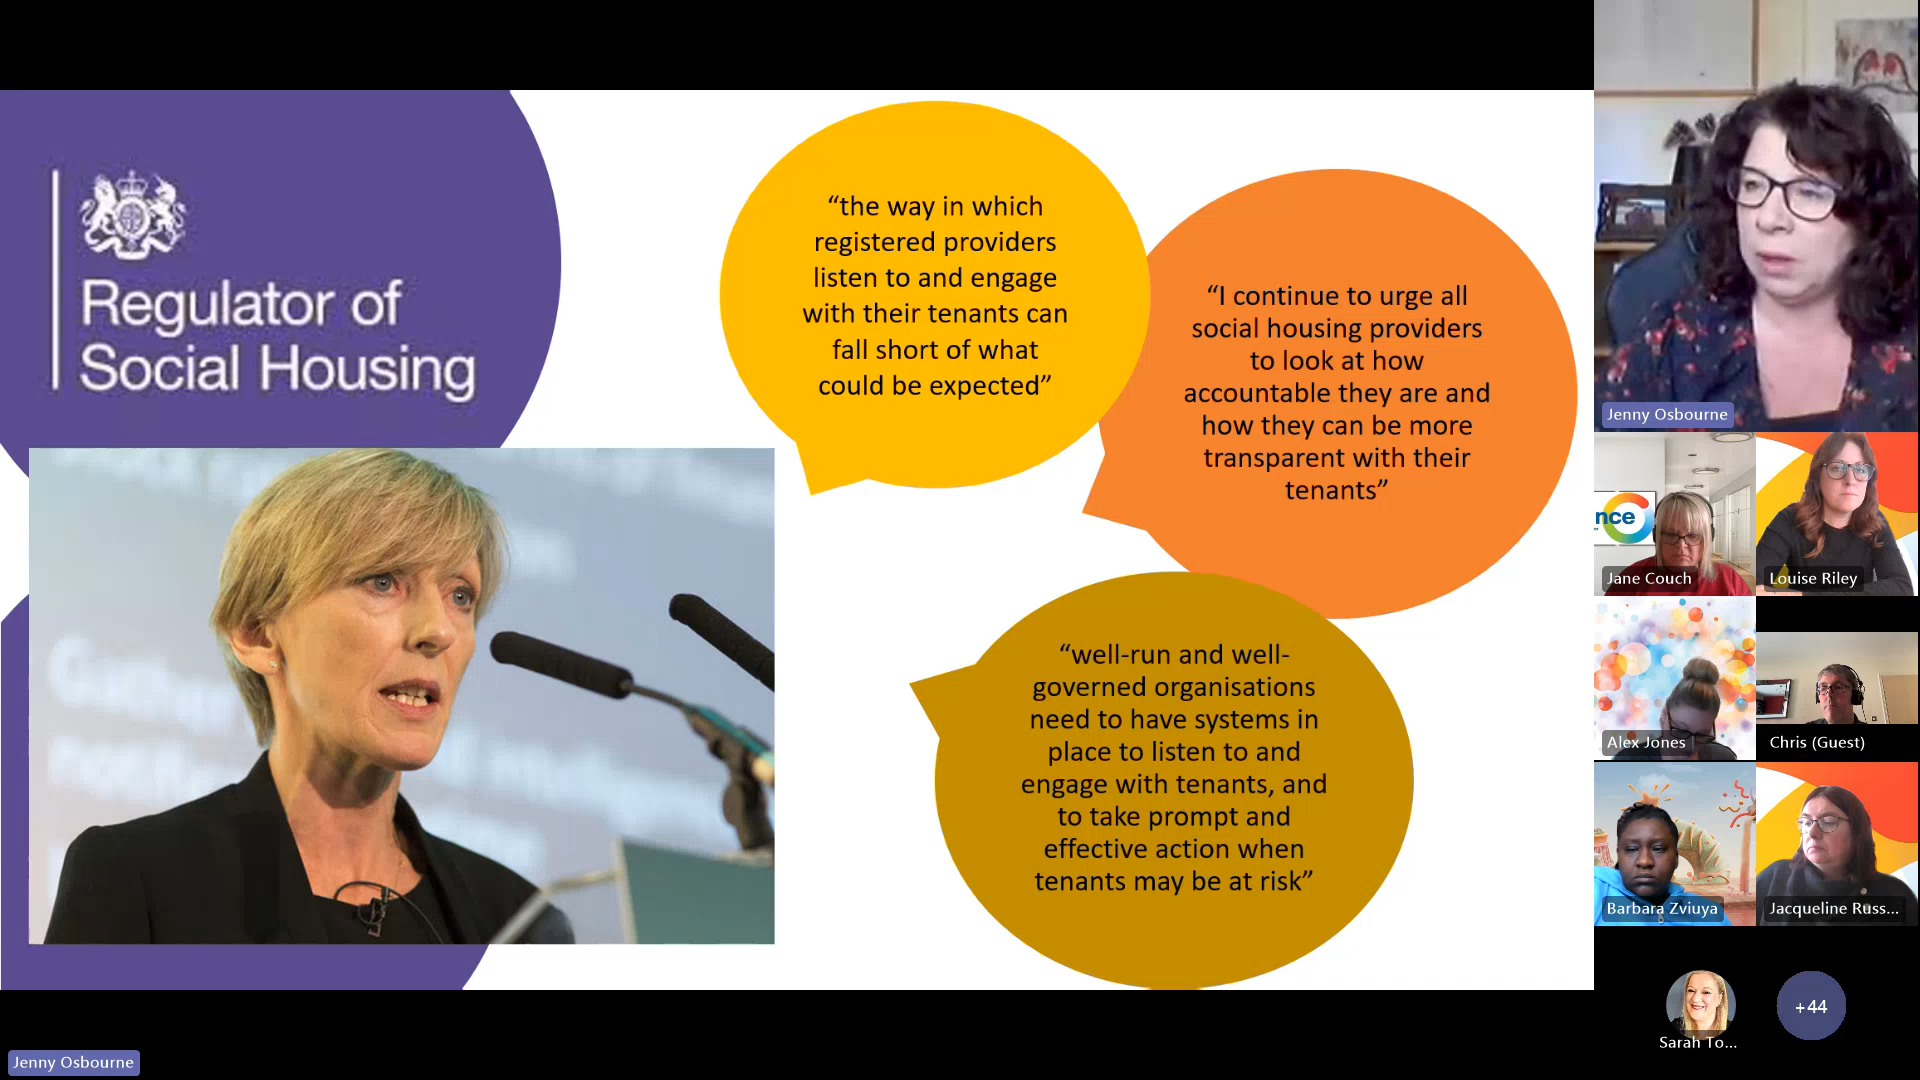 Regulator of
Social Housing
“the way in which
registered providers
listen to and engage
with their tenants can
fall short of what
could be expected”
“I continue to urge all
social housing providers
to look at how
accountable they are and
how they can be more
transparent with their
tenants”
“well-run and well-
governed organisations
need to have systems in
place to listen to and
engage with tenants, and
to take prompt and
effective action when
tenants may be at risk”
Jenny Osbourne
nce
Jane Couch
Louise Riley
Alex Jones
Chris (Guest)
Barbara Zviuya
Jacqueline Russ...
Sarah To...
+44
Jenny Osbourne